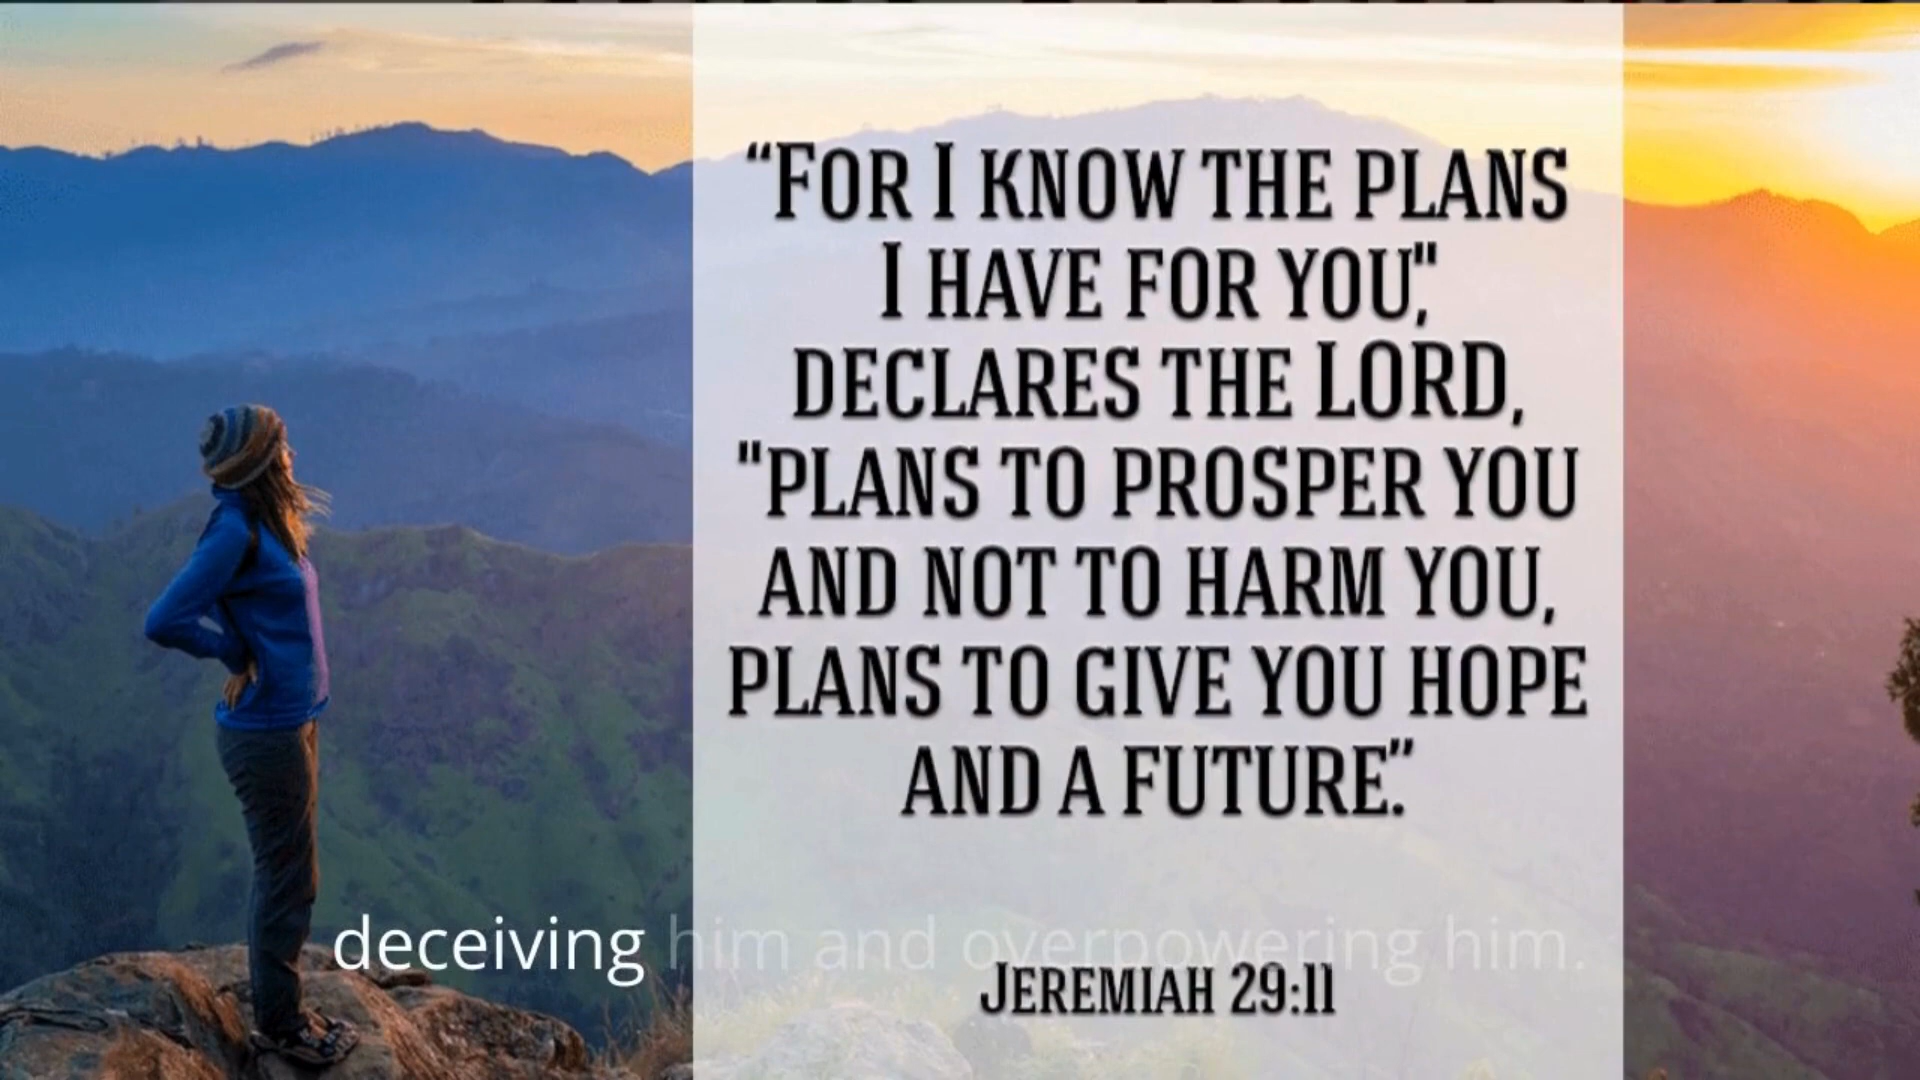 “FOR I KNOW THE PLANS
I HAVE FOR YOU",
DECLARES THE LORD,
"PLANS TO PROSPER YOU
AND NOT TO HARM YOU,
PLANS TO GIVE YOU HOPE
AND A FUTURE.”
deceiving him and overpowering him.
JEREMIAH 29:11